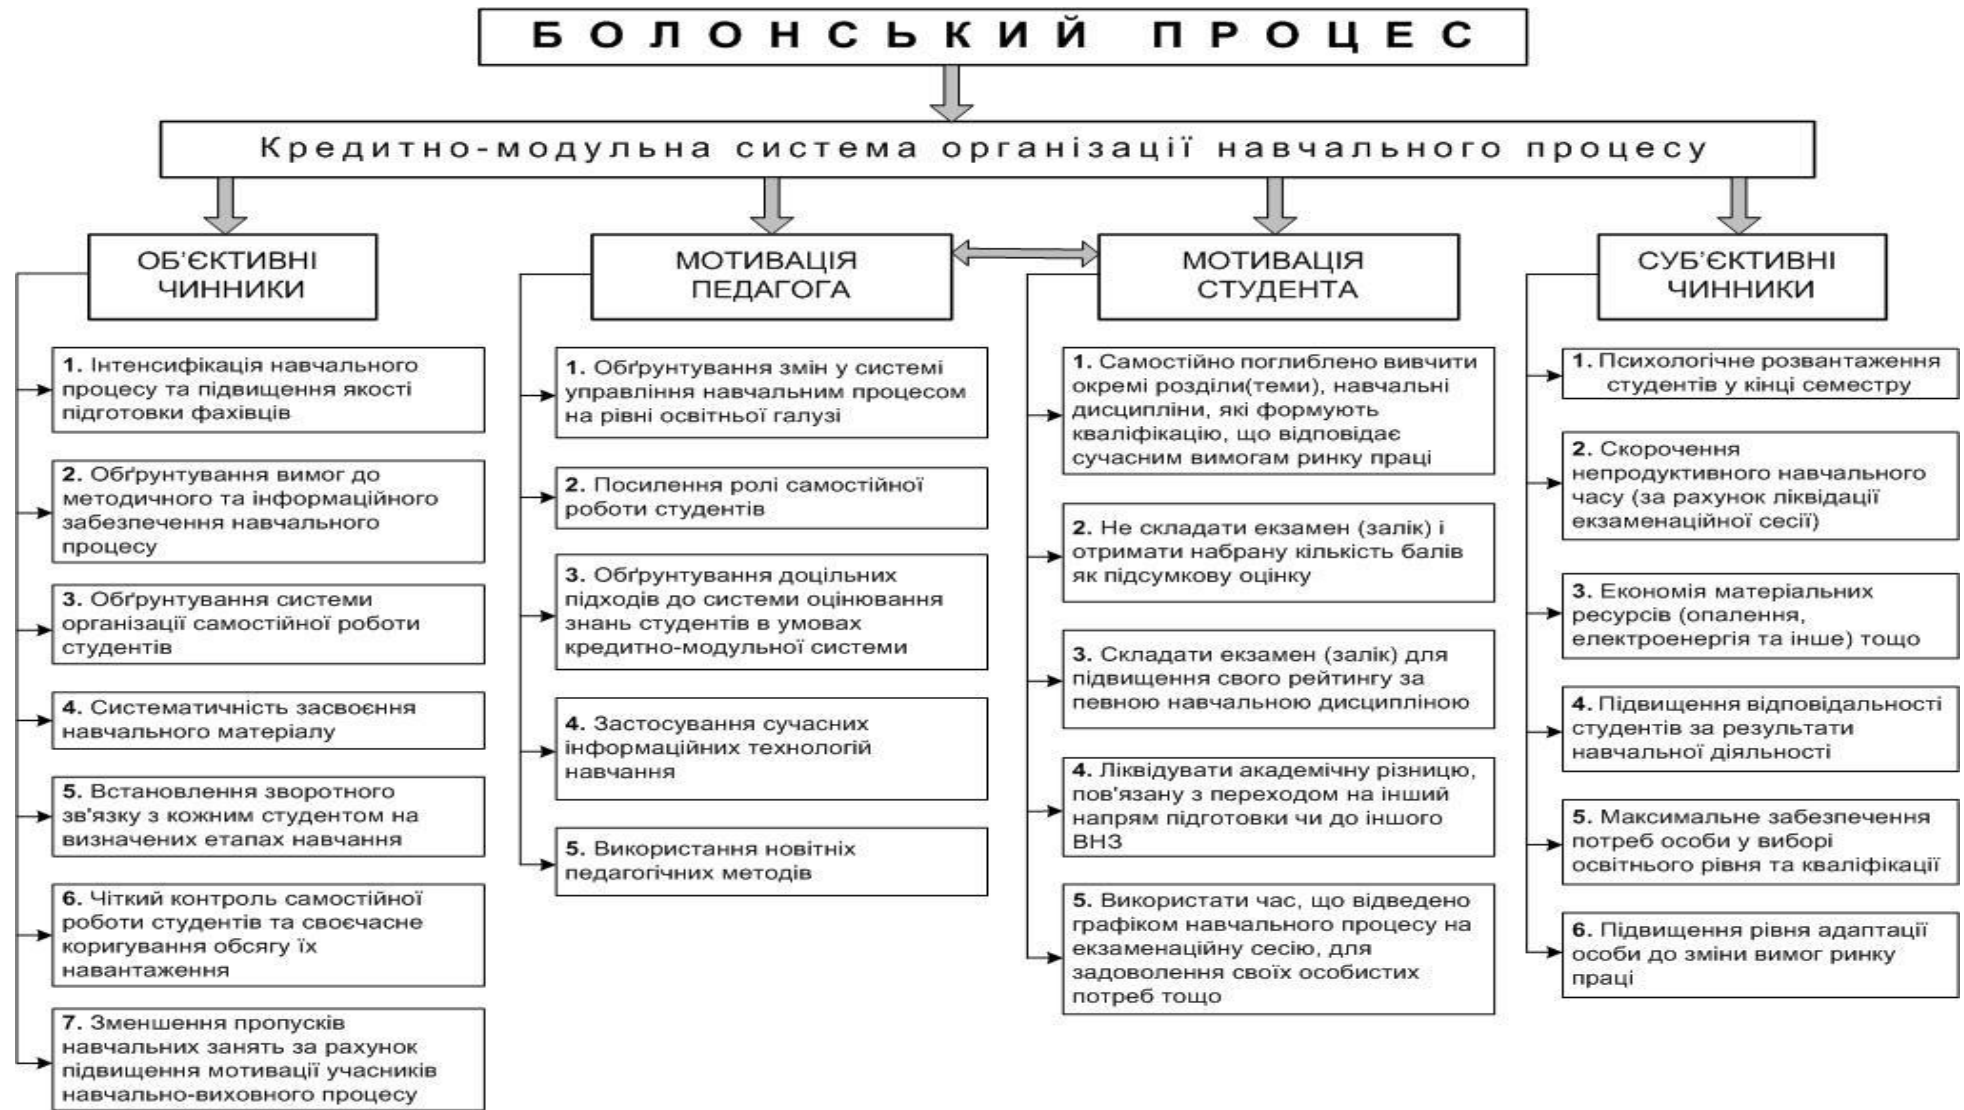 БОЛОНСЬКИЙ ПРОЦЕС
Кредитно-модульна система організації навчального процесу
ОБ'ЄКТИВНІ
ЧИННИКИ
1. Інтенсифікація навчального
процесу та підвищення якості
підготовки фахівців
2. Обґрунтування вимог до
методичного та інформаційного
забезпечення навчального
процесу
3. Обґрунтування системи
організації самостійної роботи
студентів
4. Систематичність засвоєння
навчального матеріалу
5. Встановлення зворотного
зв'язку з кожним студентом на
визначених етапах навчання
6. Чіткий контроль самостійної
роботи студентів та своєчасне
коригування обсягу їх
навантаження
7. Зменшення пропусків
навчальних занять за рахунок
підвищення мотивації учасників
навчально-виховного процесу
МОТИВАЦІЯ
ПЕДАГОГА
1. Обґрунтування змін у системі
управління навчальним процесом
на рівні освітньої галузі
2. Посилення ролі самостійної
роботи студентів
3. Обґрунтування доцільних
підходів до системи оцінювання
знань студентів в умовах
кредитно-модульної системи
4. Застосування сучасних
інформаційних технологій
навчання
5. Використання новітніх
педагогічних методів
МОТИВАЦІЯ
СТУДЕНТА
1. Самостійно поглиблено вивчити
окремі розділи(теми), навчальні
дисципліни, які формують
кваліфікацію, що відповідає
сучасним вимогам ринку праці
2. Не складати екзамен (залік) і
отримати набрану кількість балів
як підсумкову оцінку
3. Складати екзамен (залік) для
підвищення свого рейтингу за
певною навчальною дисципліною
4. Ліквідувати академічну різницю,
пов'язану з переходом на інший
напрям підготовки чи до іншого
ВНЗ
5. Використати час, що відведено
графіком навчального процесу на
екзаменаційну сесію, для
задоволення своїх особистих
потреб тощо
СУБ'ЄКТИВНІ
ЧИННИКИ
1. Психологічне розвантаження
студентів у кінці семестру
2. Скорочення
непродуктивного навчального
часу (за рахунок ліквідації
екзаменаційної сесії)
3. Економія матеріальних
ресурсів (опалення,
електроенергія та інше) тощо
4. Підвищення відповідальності
студентів за результати
навчальної діяльності
5. Максимальне забезпечення
потреб особи у виборі
освітнього рівня та кваліфікації
6. Підвищення рівня адаптації
особи до зміни вимог ринку
праці